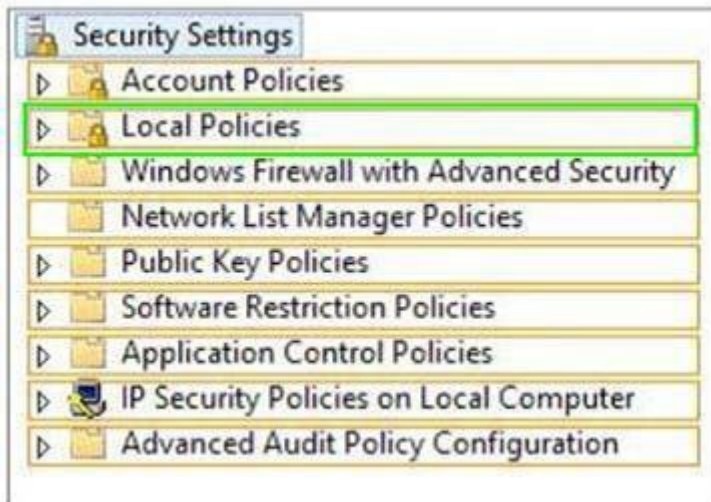 Security Settings
Account Policies
Local Policies
Windows Firewall with Advanced Security
Network List Manager Policies
Public Key Policies
Software Restriction Policies
Application Control Policies
IP Security Policies on Local Computer
Advanced Audit Policy Configuration